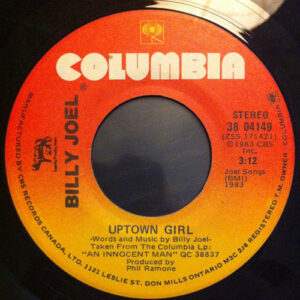 COLUMBIA
BILLY JOEL
STEREO
38 04149
(ZSS 171421)
℗ 1983 CBS
Inc.
3:12
Joel Songs
(BMI)
1983
UPTOWN GIRL
-Words and Music by Billy Joel-
Taken From The Columbia Lp:
"AN INNOCENT MAN" QC 38837
Produced by
Phil Ramone
MANUFACTURED BY CBS RECORDS CANADA, LTD. 1121 LESLIE ST. DON MILLS ONTARIO M3C 2J9 REGISTERED T.M. OWNER - COLUMBIA